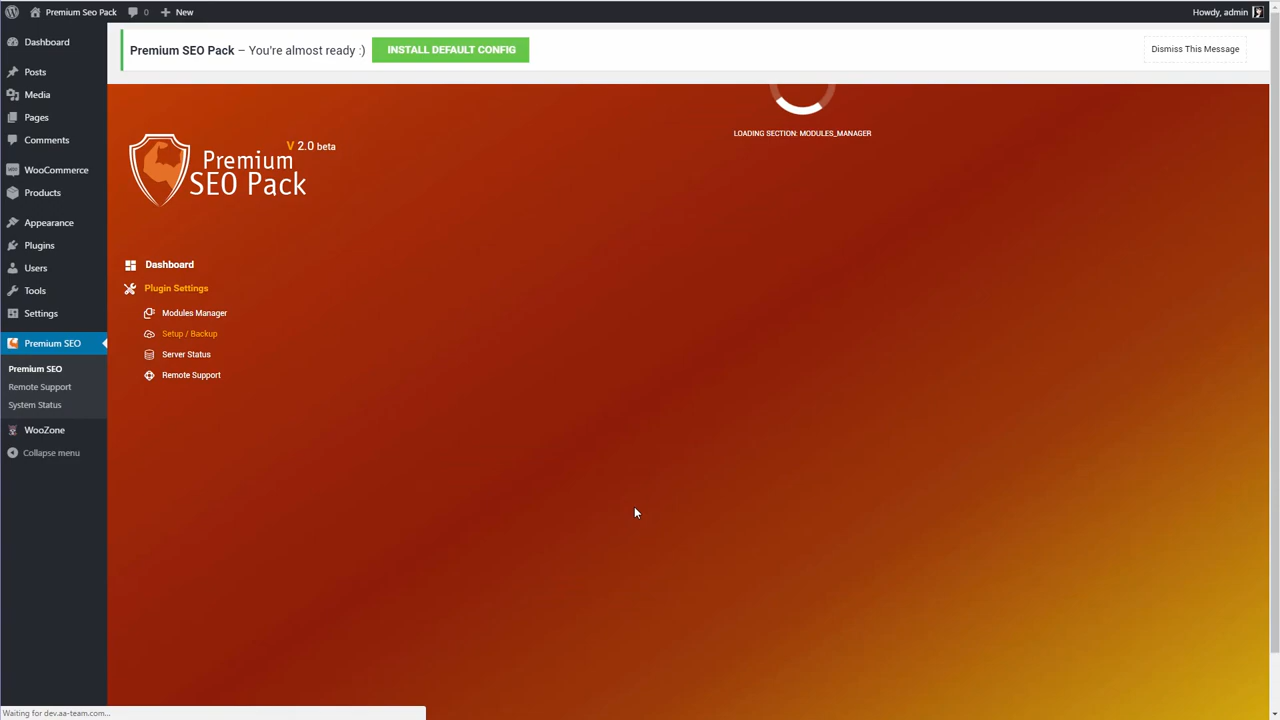 Premium SEO Pack
0
New
Howdy, admin
Dashboard
Posts
Media
Pages
Comments
WooCommerce
Products
Appearance
Plugins
Users
Tools
Settings
Premium SEO
Premium SEO
Remote Support
System Status
WooZone
Collapse menu
Premium SEO Pack – You're almost ready :)
INSTALL DEFAULT CONFIG
Dismiss This Message
LOADING SECTION: MODULES_MANAGER
V 2.0 beta
Premium
SEO Pack
Dashboard
Plugin Settings
Modules Manager
Setup / Backup
Server Status
Remote Support
Waiting for dev.aa-team.com...